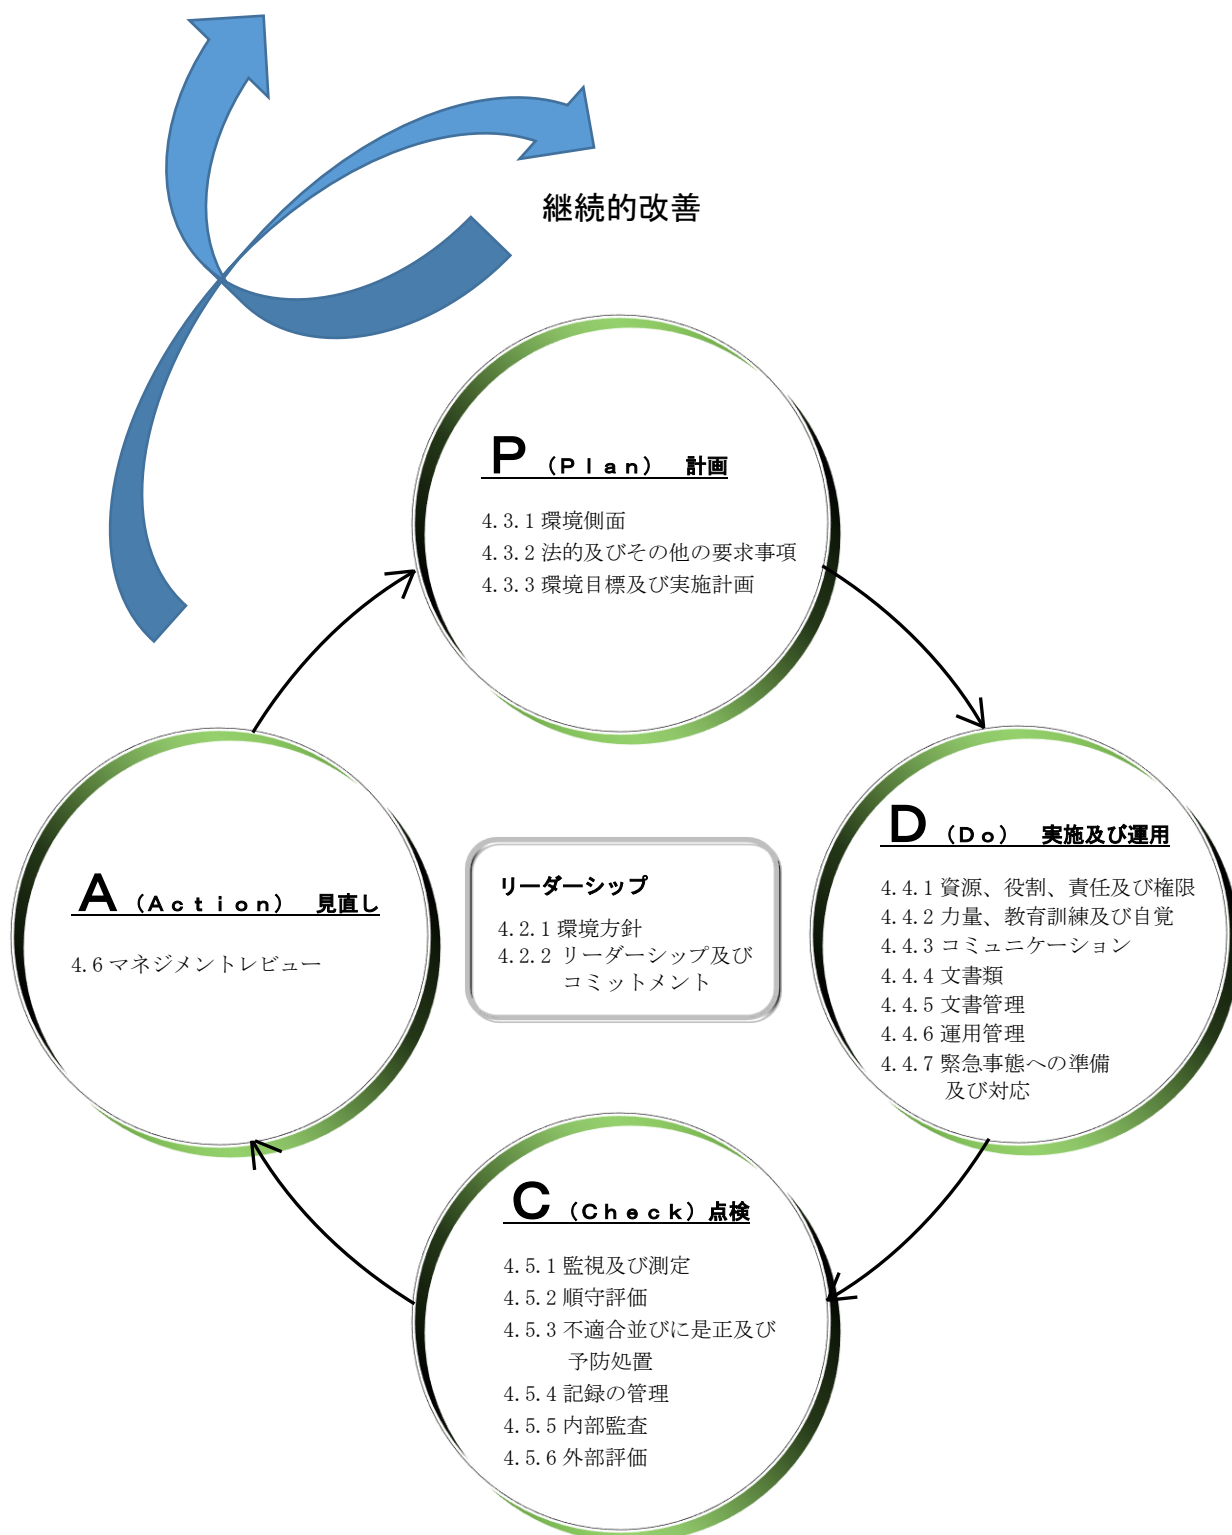 継続的改善
P（Plan）　計画
4.3.1 環境側面
4.3.2 法的及びその他の要求事項
4.3.3 環境目標及び実施計画
D（Do）　実施及び運用
4.4.1 資源、役割、責任及び権限
4.4.2 力量、教育訓練及び自覚
4.4.3 コミュニケーション
4.4.4 文書類
4.4.5 文書管理
4.4.6 運用管理
4.4.7 緊急事態への準備
及び対応
リーダーシップ
4.2.1 環境方針
4.2.2 リーダーシップ及び
コミットメント
A（Action）　見直し
4.6 マネジメントレビュー
C（Check）点検
4.5.1 監視及び測定
4.5.2 順守評価
4.5.3 不適合並びに是正及び
予防処置
4.5.4 記録の管理
4.5.5 内部監査
4.5.6 外部評価